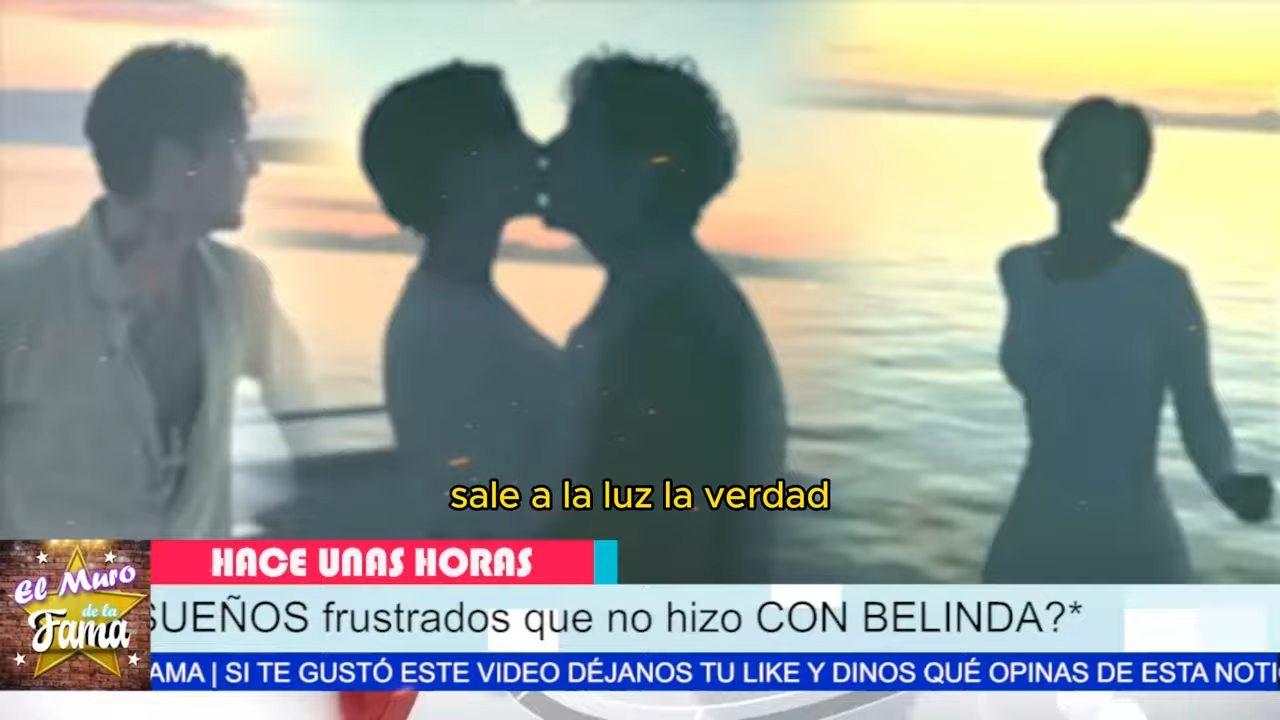 sale a la luz la verdad
HACE UNAS HORAS
El Muro
de la
Fama
SUEÑOS frustrados que no hizo CON BELINDA?*
AMA | SI TE GUSTÓ ESTE VIDEO DÉJANOS TU LIKE Y DINOS QUÉ OPINAS DE ESTA NOTI